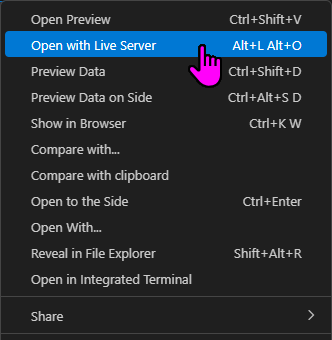 Open Preview Ctrl+Shift+V
Open with Live Server Alt+L Alt+O
Preview Data Ctrl+Shift+D
Preview Data on Side Ctrl+Alt+S D
Show in Browser Ctrl+K W
Compare with...
Compare with clipboard
Open to the Side Ctrl+Enter
Open With...
Reveal in File Explorer Shift+Alt+R
Open in Integrated Terminal
Share